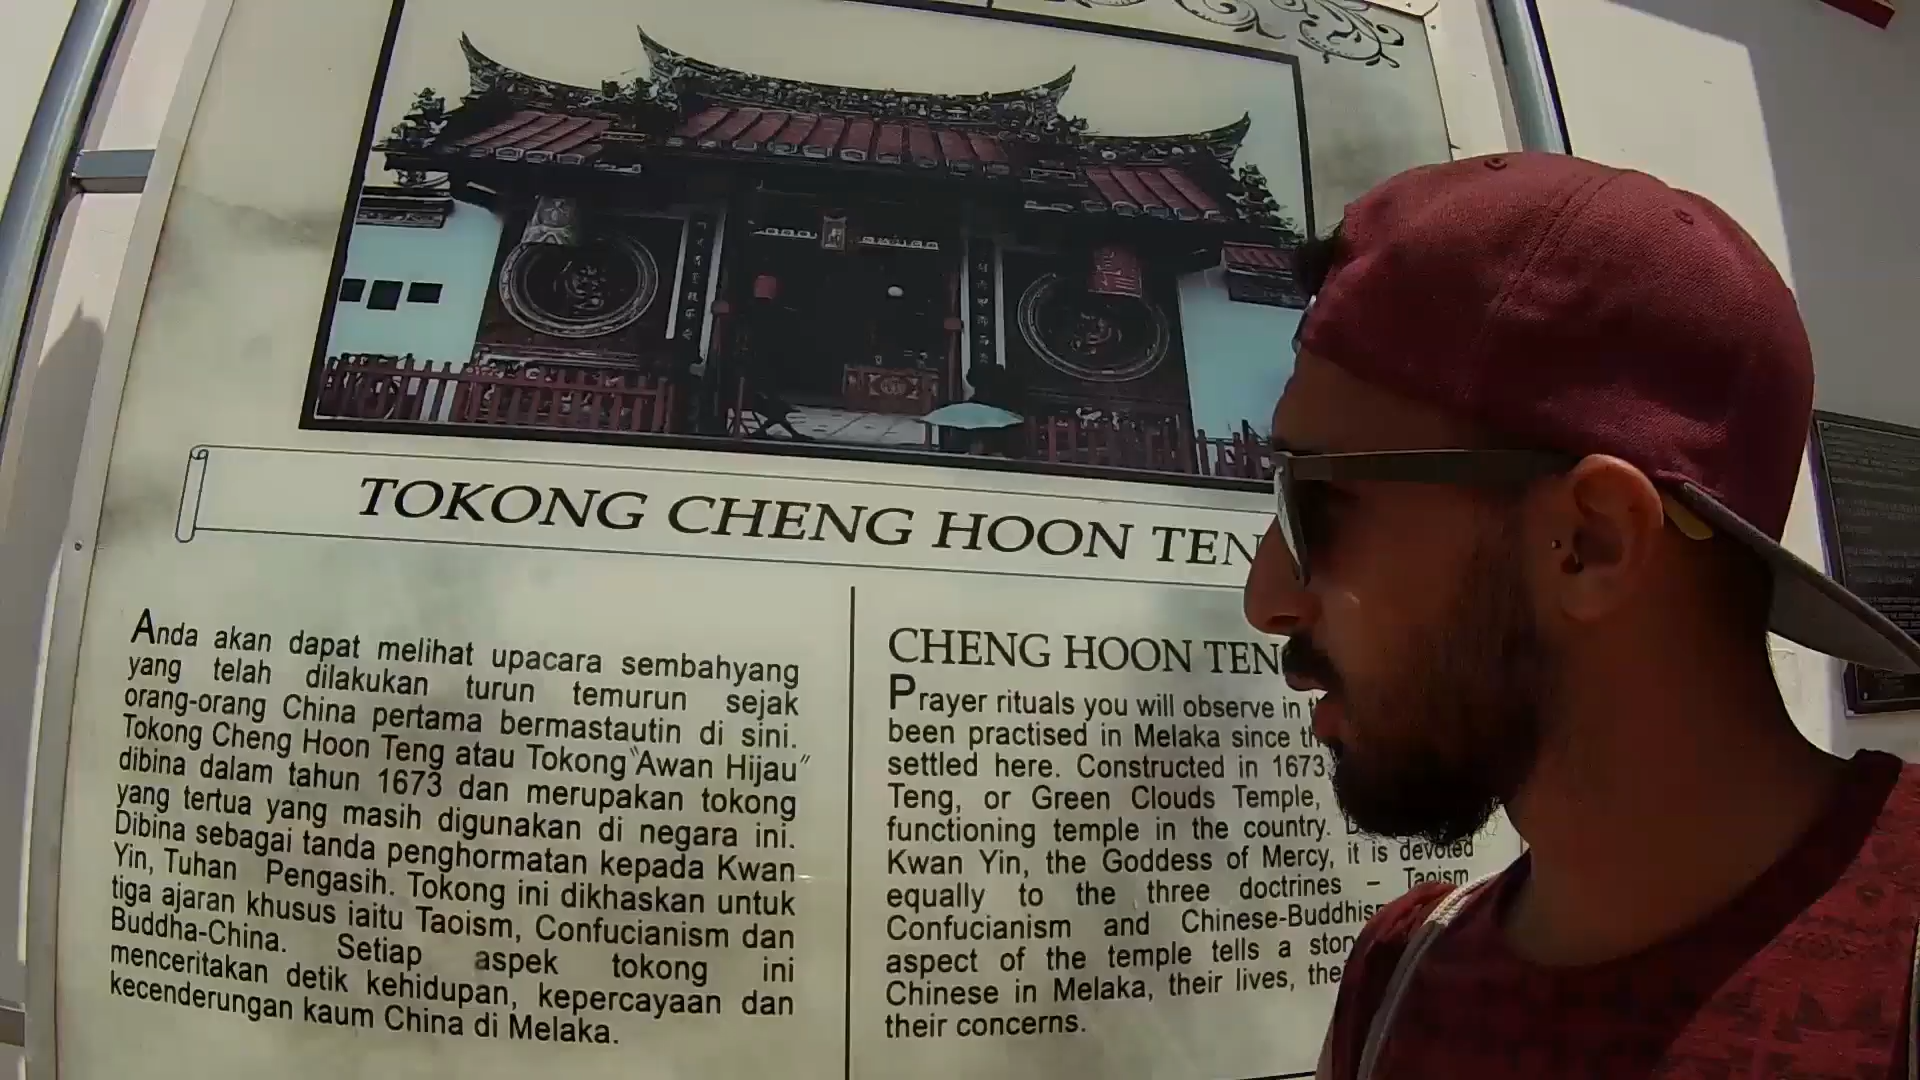 TOKONG CHENG HOON TEN
Anda akan dapat melihat upacara sembahyang
yang telah dilakukan turun temurun sejak
orang-orang China pertama bermastautin di sini.
Tokong Cheng Hoon Teng atau Tokong "Awan Hijau"
dibina dalam tahun 1673 dan merupakan tokong
yang tertua yang masih digunakan di negara ini.
Dibina sebagai tanda penghormatan kepada Kwan
Yin, Tuhan Pengasih. Tokong ini dikhaskan untuk
tiga ajaran khusus iaitu Taoism, Confucianism dan
Buddha-China. Setiap aspek tokong ini
menceritakan detik kehidupan, kepercayaan dan
kecenderungan kaum China di Melaka.
CHENG HOON TEN
Prayer rituals you will observe in
been practised in Melaka since
settled here. Constructed in 1673,
Teng, or Green Clouds Temple,
functioning temple in the country.
Kwan Yin, the Goddess of Mercy, it is devoted
equally to the three doctrines – Taoism
Confucianism and Chinese-Buddhism
aspect of the temple tells a
Chinese in Melaka, their lives,
their concerns.